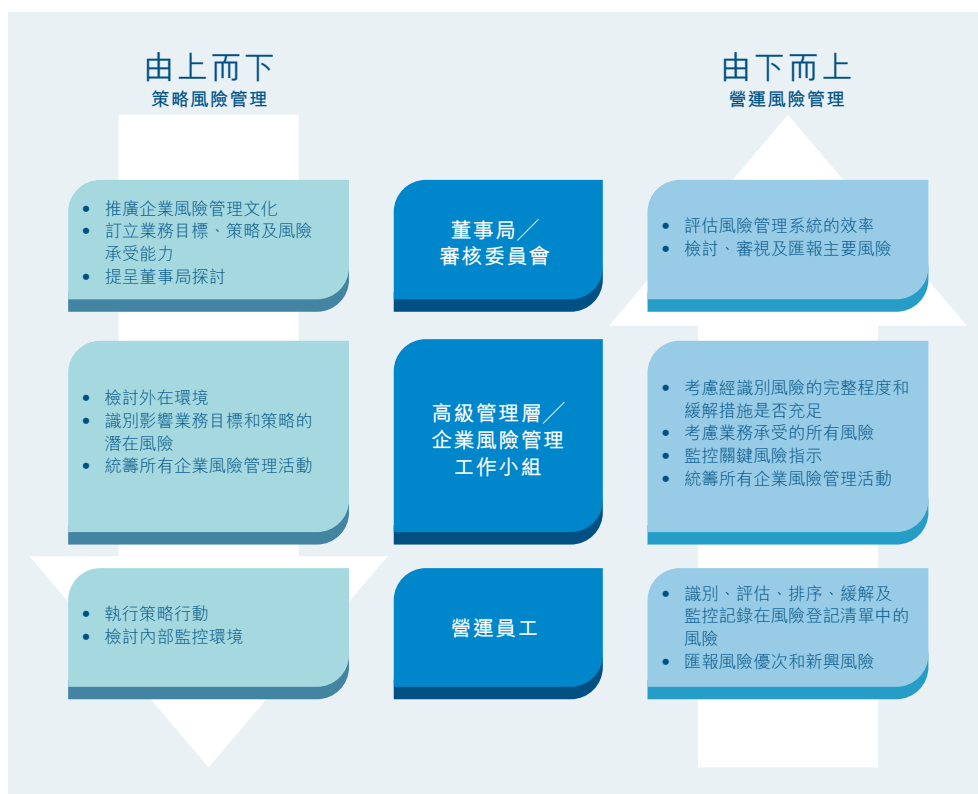 由上而下
策略風險管理
由下而上
營運風險管理
• 推廣企業風險管理文化
• 訂立業務目標、策略及風險
承受能力
• 提呈董事局探討
董事局／
審核委員會
• 評估風險管理系統的效率
• 檢討、審視及匯報主要風險
• 檢討外在環境
• 識別影響業務目標和策略的
潛在風險
• 統籌所有企業風險管理活動
高級管理層／
企業風險管理
工作小組
• 考慮經識別風險的完整程度和
緩解措施是否充足
• 考慮業務承受的所有風險
• 監控關鍵風險指示
• 統籌所有企業風險管理活動
• 執行策略行動
• 檢討內部監控環境
營運員工
• 識別、評估、排序、緩解及
監控記錄在風險登記清單中的
風險
• 匯報風險優次和新興風險